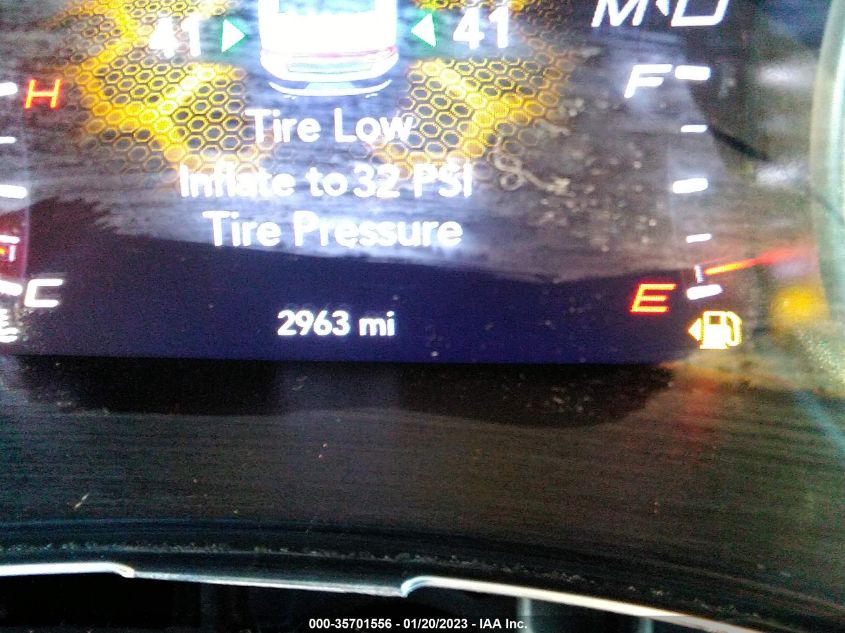 41 41
H F
Tire Low
Inflate to 32 PSI
Tire Pressure
C E
2963 mi
000-35701556 - 01/20/2023 - IAA Inc.